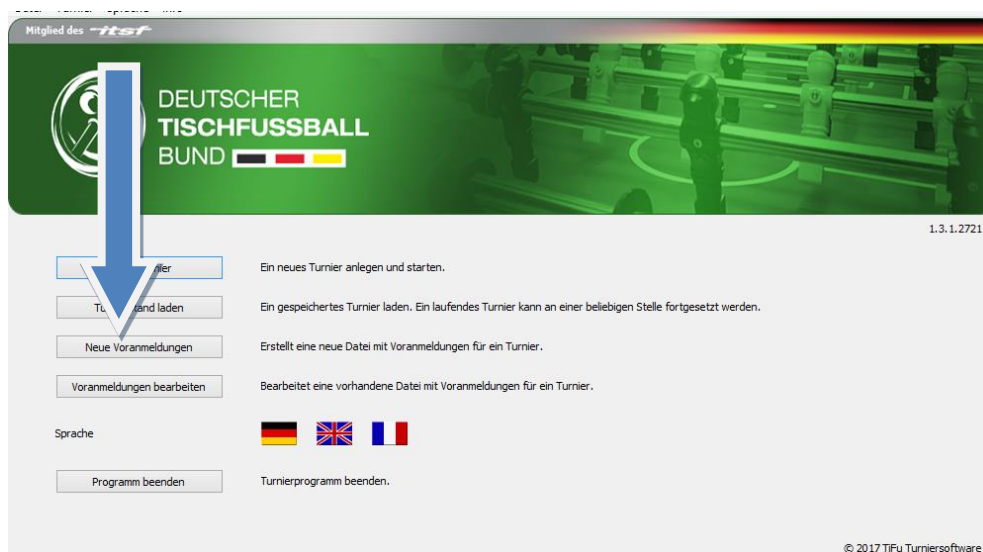 Mitglied des itsf
DEUTSCHER
TISCHFUSSBALL
BUND
1.3.1.2721
Ein neues Turnier anlegen und starten.
laden
Ein gespeichertes Turnier laden. Ein laufendes Turnier kann an einer beliebigen Stelle fortgesetzt werden.
Neue Voranmeldungen
Erstellt eine neue Datei mit Voranmeldungen für ein Turnier.
Voranmeldungen bearbeiten
Bearbeitet eine vorhandene Datei mit Voranmeldungen für ein Turnier.
Sprache
Programm beenden
Turnierprogramm beenden.
© 2017 TiFu Turniersoftware